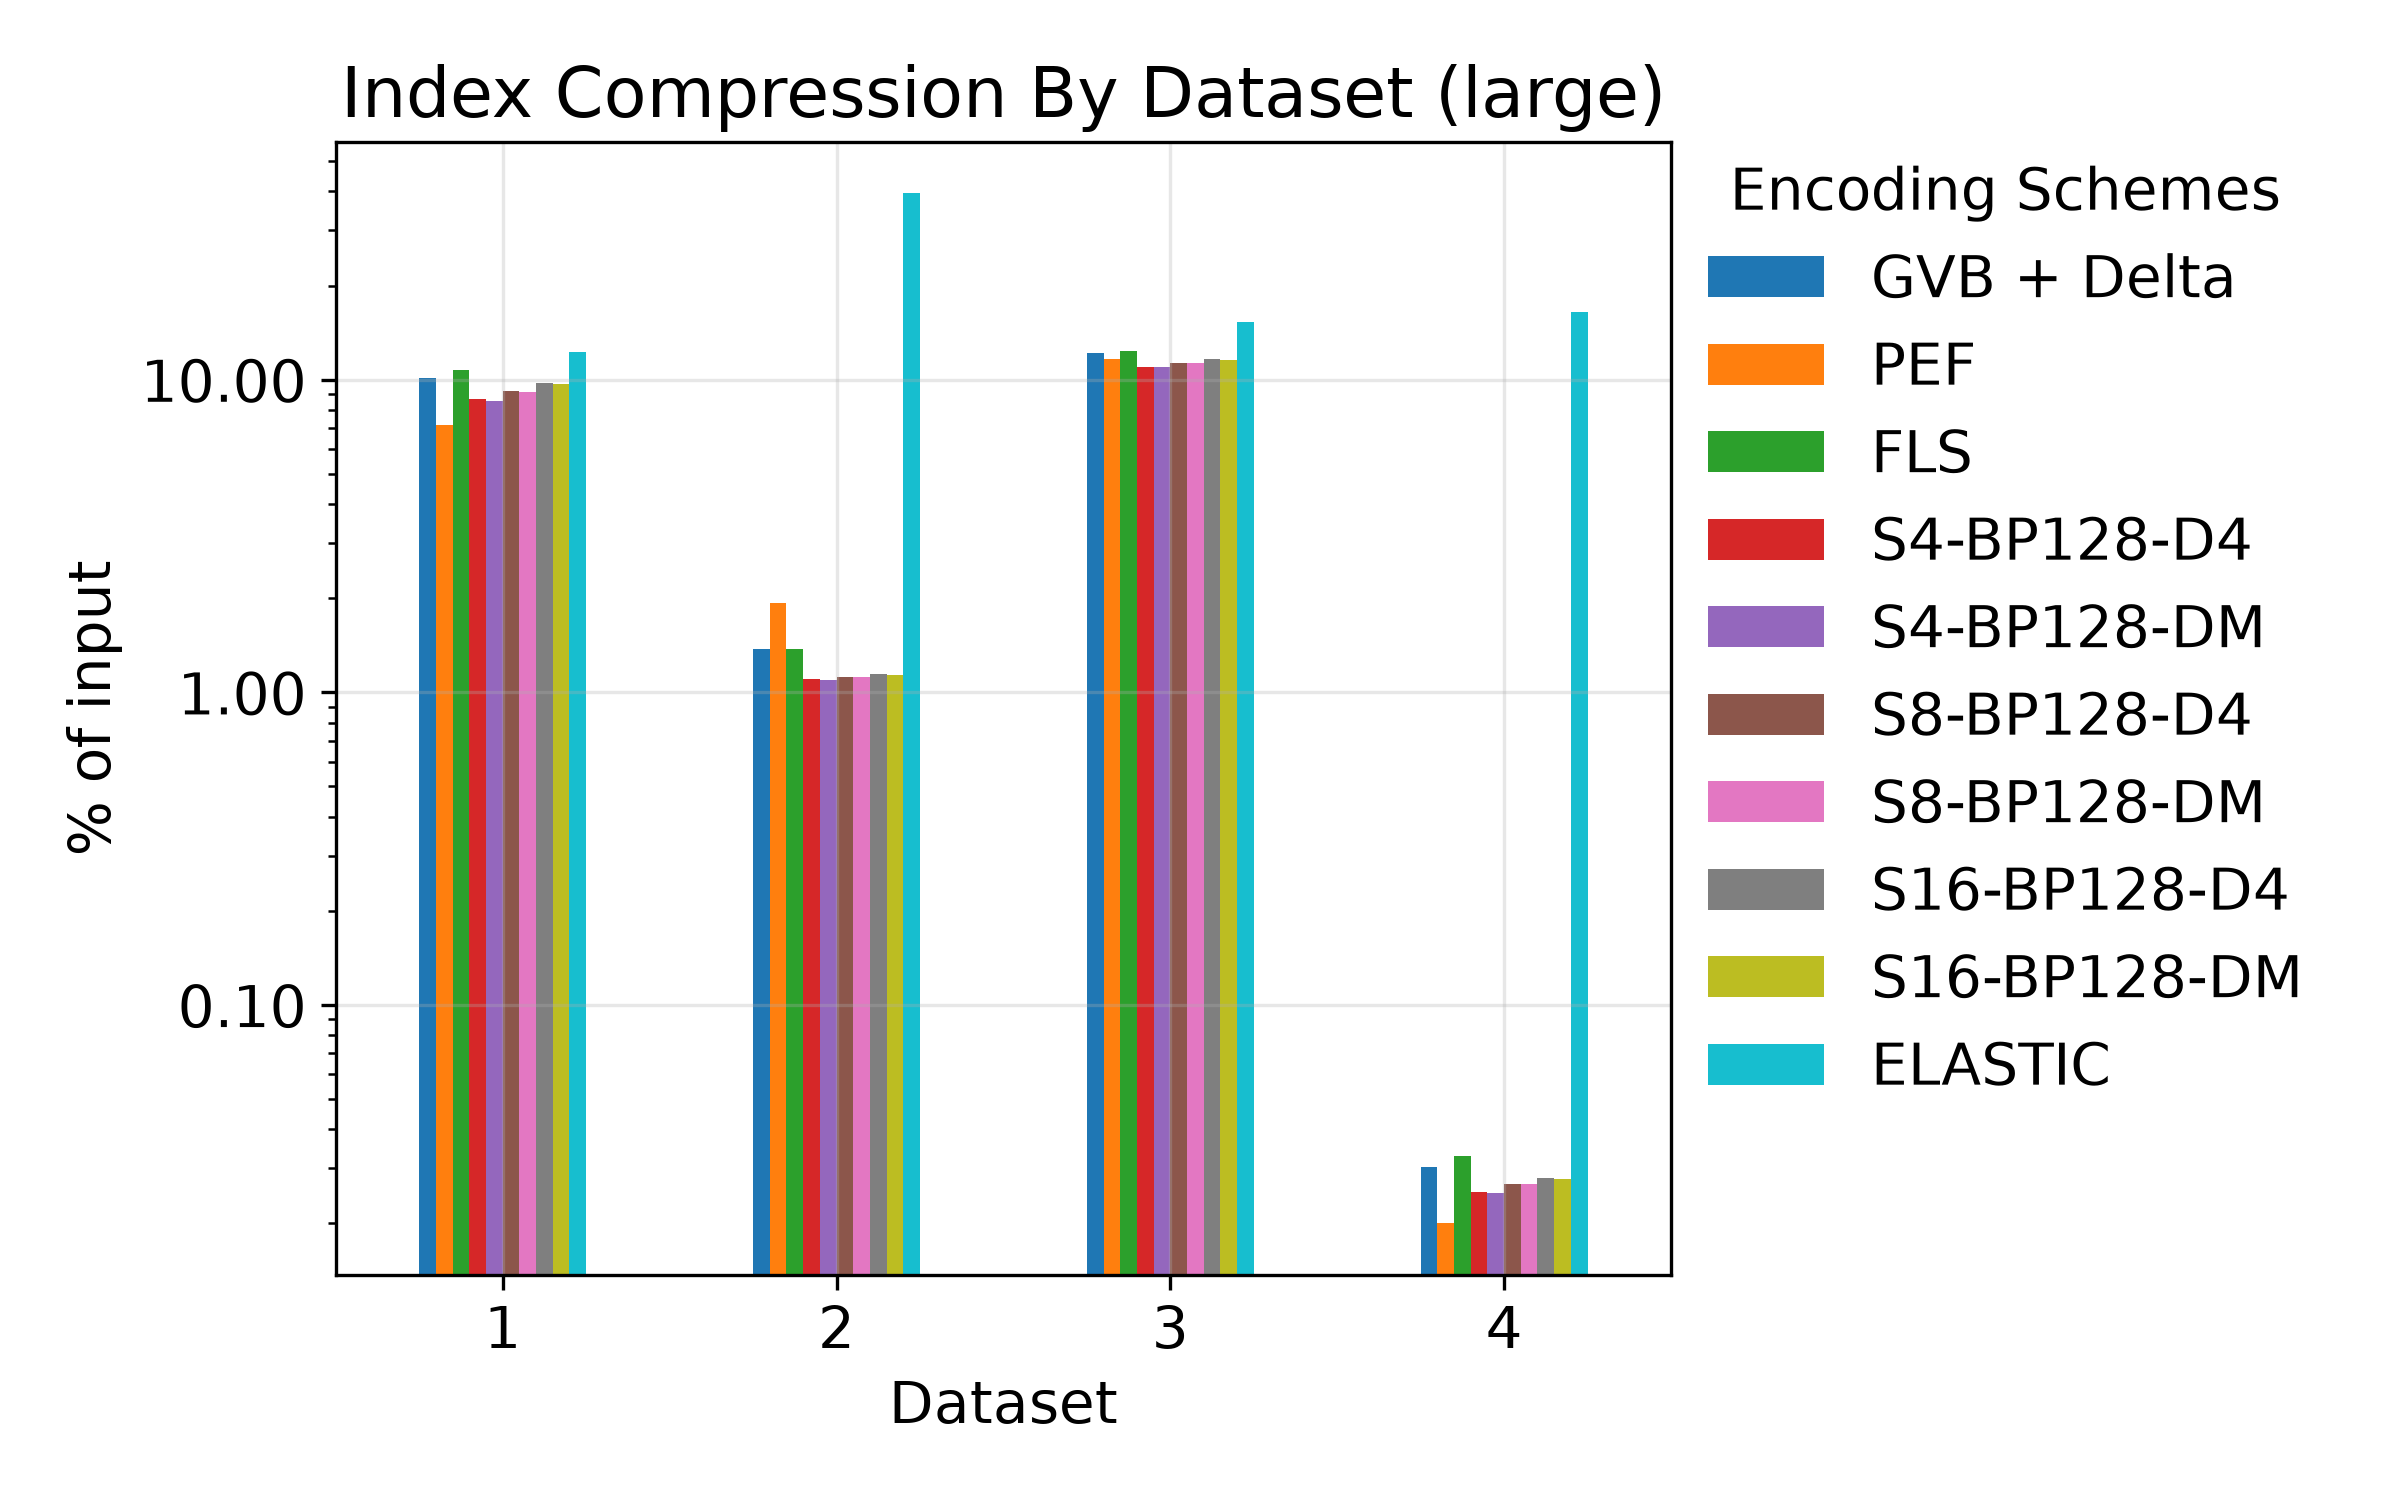 Index Compression By Dataset (large)
% of input
10.00
1.00
0.10
1
2
3
4
Dataset
Encoding Schemes
GVB + Delta
PEF
FLS
S4-BP128-D4
S4-BP128-DM
S8-BP128-D4
S8-BP128-DM
S16-BP128-D4
S16-BP128-DM
ELASTIC